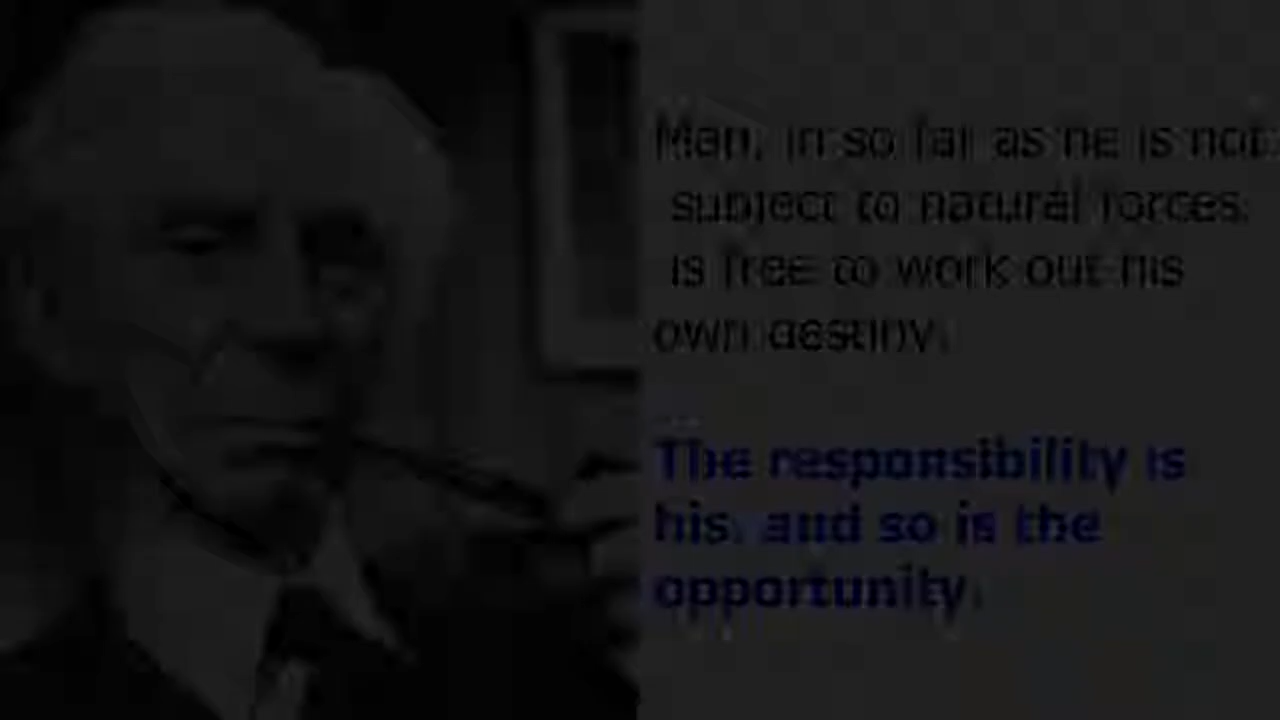 Man, in so far as he is not
subject to natural forces,
is free to work out his
own destiny.
The responsibility is
his, and so is the
opportunity.